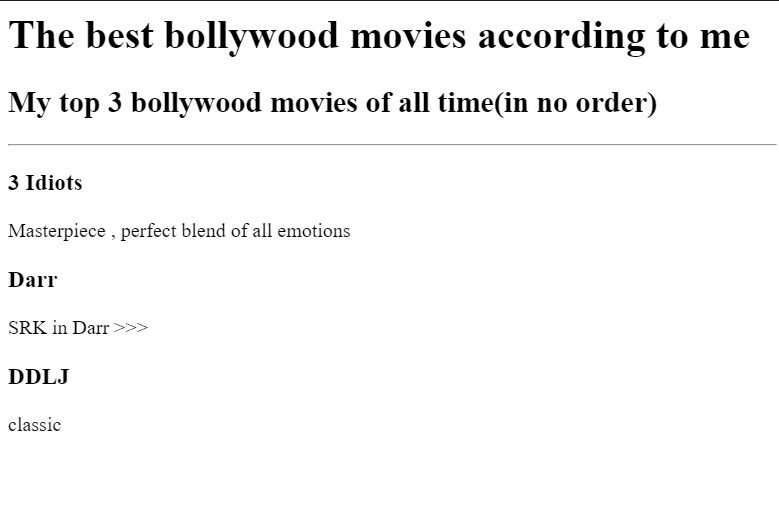 The best bollywood movies according to me
My top 3 bollywood movies of all time(in no order)
3 Idiots
Masterpiece , perfect blend of all emotions
Darr
SRK in Darr >>>
DDLJ
classic